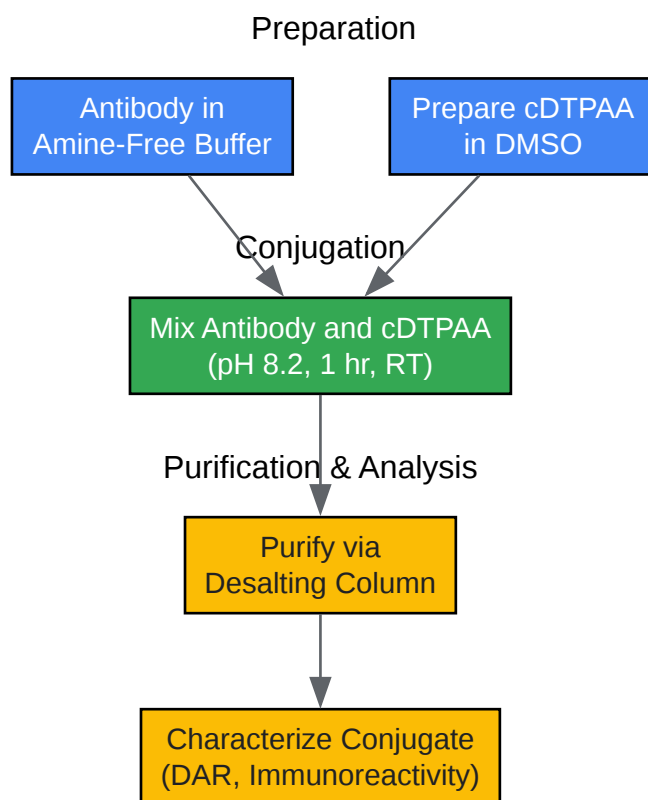 Preparation
Antibody in
Amine-Free Buffer
Prepare cDTPAA
in DMSO
Conjugation
Mix Antibody and cDTPAA
(pH 8.2, 1 hr, RT)
Purification & Analysis
Purify via
Desalting Column
Characterize Conjugate
(DAR, Immunoreactivity)